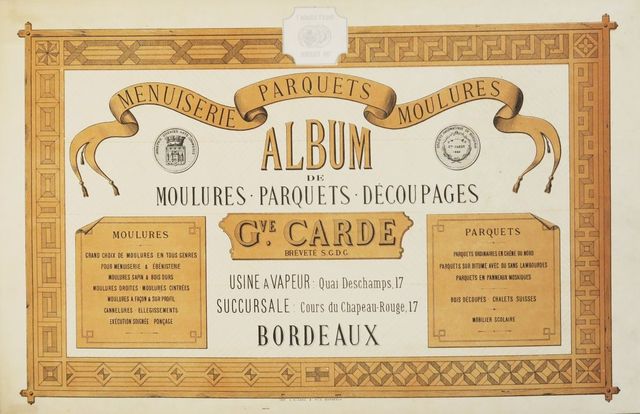 MENUISERIE PARQUETS MOULURES
ALBUM
DE
MOULURES · PARQUETS · DÉCOUPAGES
GVE. CARDE
BREVETÉ S.G.D.G.
USINE A VAPEUR: Quai Deschamps, 17
SUCCURSALE: Cours du Chapeau-Rouge, 17
BORDEAUX
MOULURES
GRAND CHOIX DE MOULURES EN TOUS GENRES
POUR MENUISERIE & ÉBÉNISTERIE
MOULURES SAPIN & BOIS DURS
MOULURES DROITES MOULURES CINTRÉES
MOULURES A FAÇON & SUR PROFIL
CANNELURES ELLEGISSEMENTS
EXÉCUTION SOIGNÉE PONÇAGE
PARQUETS
PARQUETS ORDINAIRES EN CHÊNE DU NORD
PARQUETS SUR BITUME AVEC OU SANS LAMBOURDES
PARQUETS EN PANNEAUX MOSAIQUES
BOIS DÉCOUPÉS CHALETS SUISSES
MOBILIER SCOLAIRE